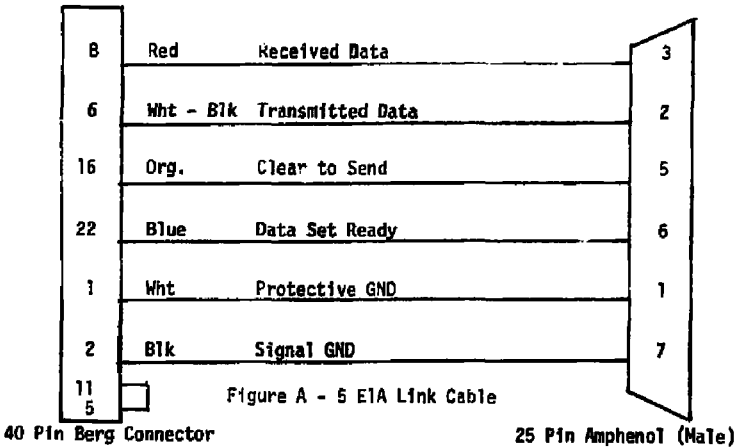 B Red Received Data 3
6 Wht - Blk Transmitted Data 2
16 Org. Clear to Send 5
22 Blue Data Set Ready 6
1 Wht Protective GND 1
2 Blk Signal GND 7
11
5
Figure A - 5 EIA Link Cable
40 Pin Berg Connector
25 Pin Amphenol (Male)